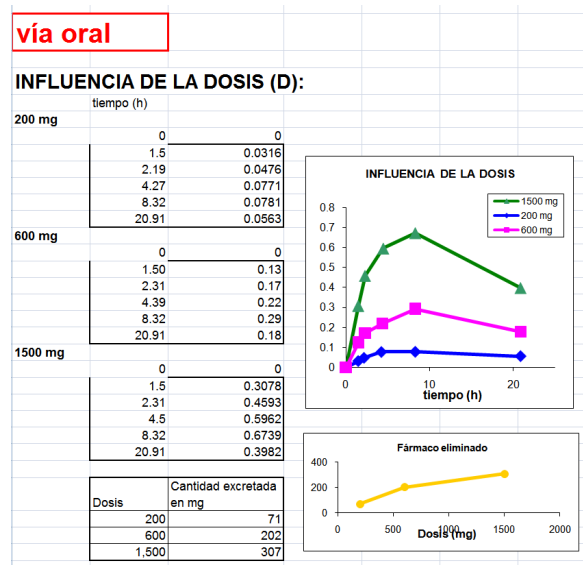 vía oral
INFLUENCIA DE LA DOSIS (D):
tiempo (h)
200 mg
0 0
1.5 0.0316
2.19 0.0476
4.27 0.0771
8.32 0.0781
20.91 0.0563
600 mg
0 0
1.50 0.13
2.31 0.17
4.39 0.22
8.32 0.29
20.91 0.18
1500 mg
0 0
1.5 0.3078
2.31 0.4593
4.5 0.5962
8.32 0.6739
20.91 0.3982
Cantidad excretada
Dosis en mg
200 71
600 202
1,500 307
INFLUENCIA DE LA DOSIS
1500 mg
200 mg
600 mg
0.8
0.7
0.6
0.5
0.4
0.3
0.2
0.1
0
0 10 20
tiempo (h)
Fármaco eliminado
400
200
0
0 500 1000 1500 2000
Dosis (mg)